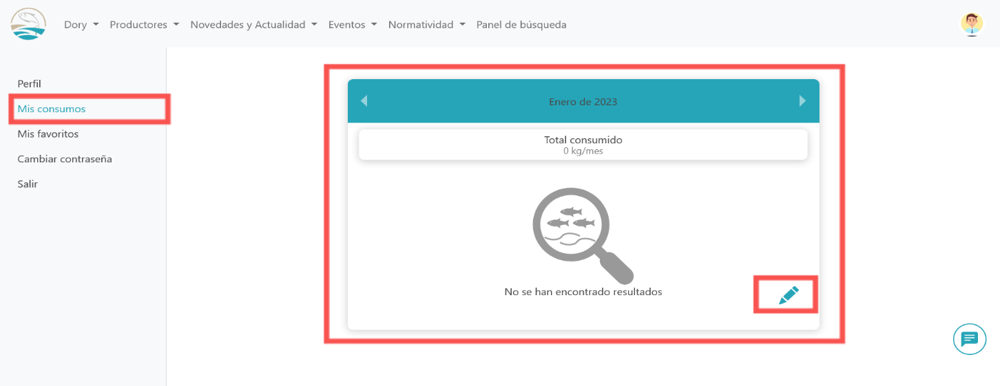 Dory Productores Novedades y Actualidad Eventos Normatividad Panel de búsqueda
Perfil
Mis consumos
Mis favoritos
Cambiar contraseña
Salir
Enero de 2023
Total consumido
0 kg/mes
No se han encontrado resultados